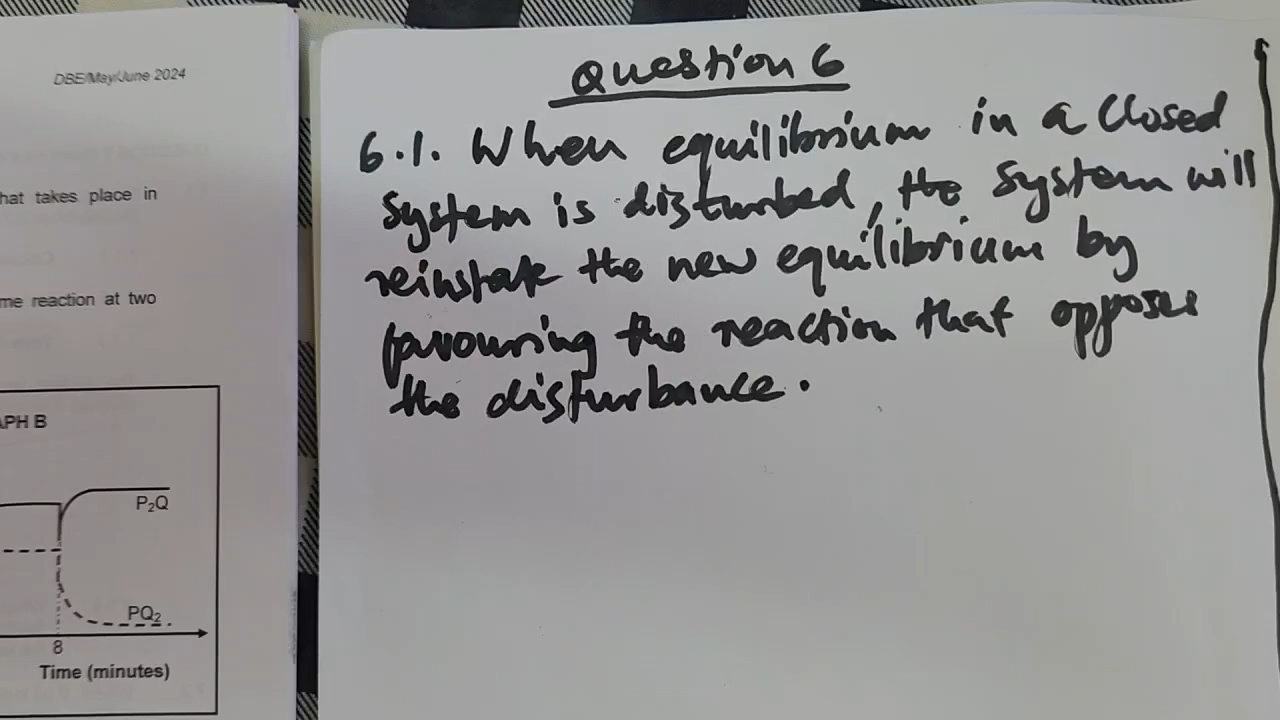 DBE/May/June 2024
hat takes place in
me reaction at two
APH B
P₂Q
PQ₂
8
Time (minutes)
Question 6
6.1. When equilibrium in a closed
system is disturbed, the system will
reinstate the new equilibrium by
favouring the reaction that opposes
the disturbance.